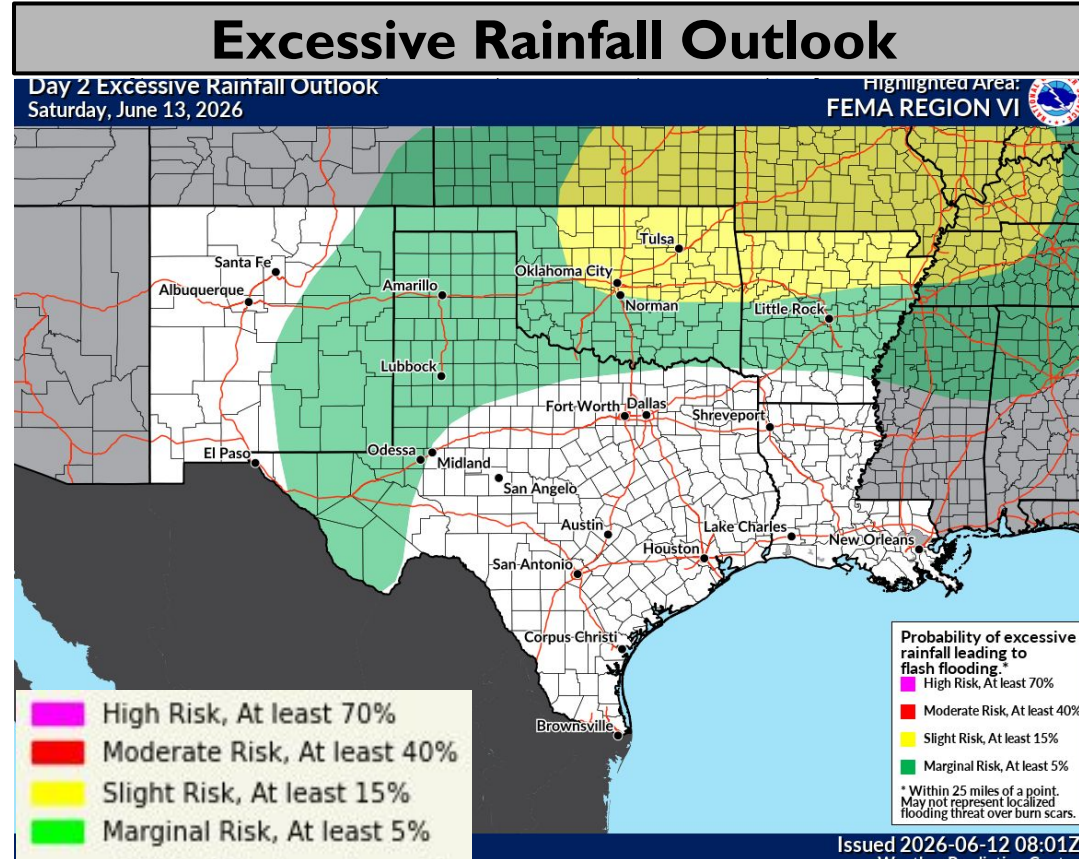 Excessive Rainfall Outlook
Day 2 Excessive Rainfall Outlook
Saturday, June 13, 2026
Highlighted Area:
FEMA REGION VI
Tulsa
Santa Fe
Oklahoma City
Albuquerque
Amarillo
Norman
Little Rock
Lubbock
Fort Worth
Dallas
Shreveport
El Paso
Odessa
Midland
San Angelo
Austin
Lake Charles
Houston
New Orleans
San Antonio
Corpus Christi
Brownsville
Probability of excessive
rainfall leading to
flash flooding.*
High Risk, At least 70%
Moderate Risk, At least 40%
Slight Risk, At least 15%
Marginal Risk, At least 5%
* Within 25 miles of a point.
May not represent localized
flooding threat over burn scars.
High Risk, At least 70%
Moderate Risk, At least 40%
Slight Risk, At least 15%
Marginal Risk, At least 5%
Issued 2026-06-12 08:01Z
Weather Prediction Center